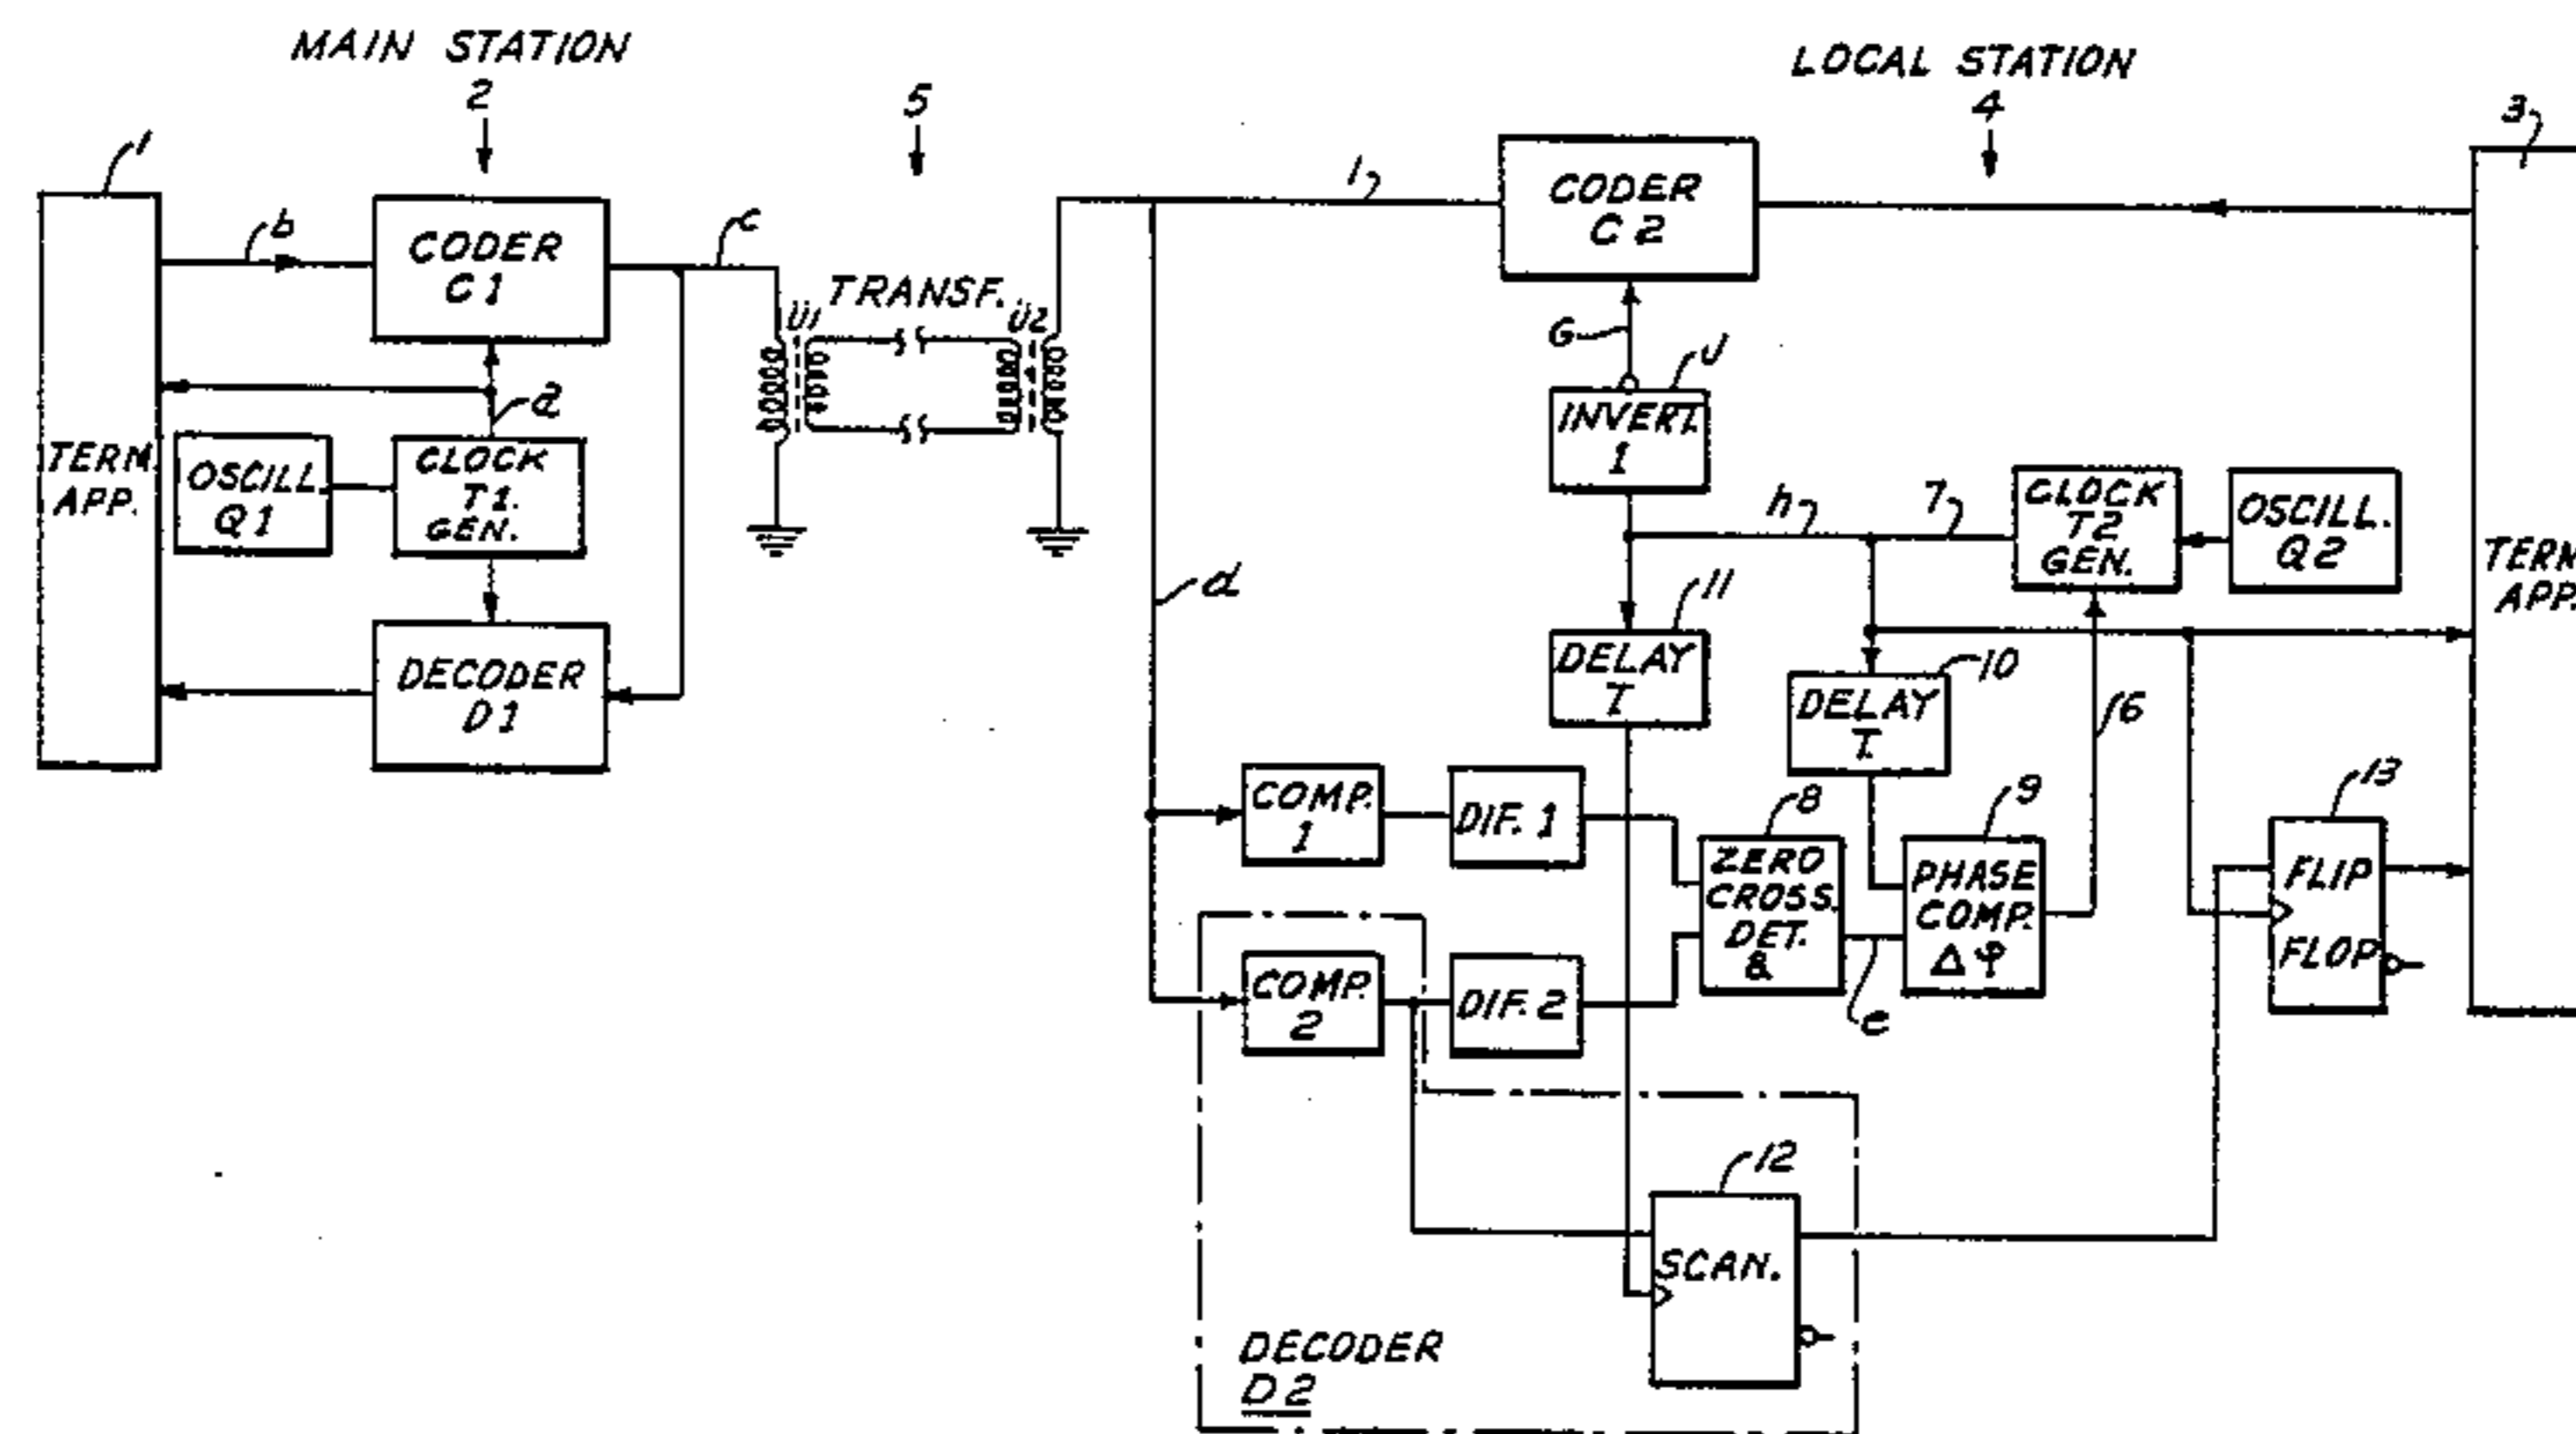 MAIN STATION
2
5
LOCAL STATION
4
3
1
b
CODER
C1
c
TRANSF.
Ü1
Ü2
i
CODER
C2
G
J
INVERT.
1
a
TERM.
APP.
OSCILL.
Q1
CLOCK
T1.
GEN.
h
7
CLOCK
T2
GEN.
OSCILL.
Q2
TERM
APP.
d
11
DELAY
T
10
DELAY
T
16
DECODER
D1
COMP.
1
DIF. 1
8
ZERO
CROSS.
DET.
&
9
PHASE
COMP.
Δφ
13
FLIP
FLOP
COMP.
2
DIF. 2
e
12
SCAN.
DECODER
D2